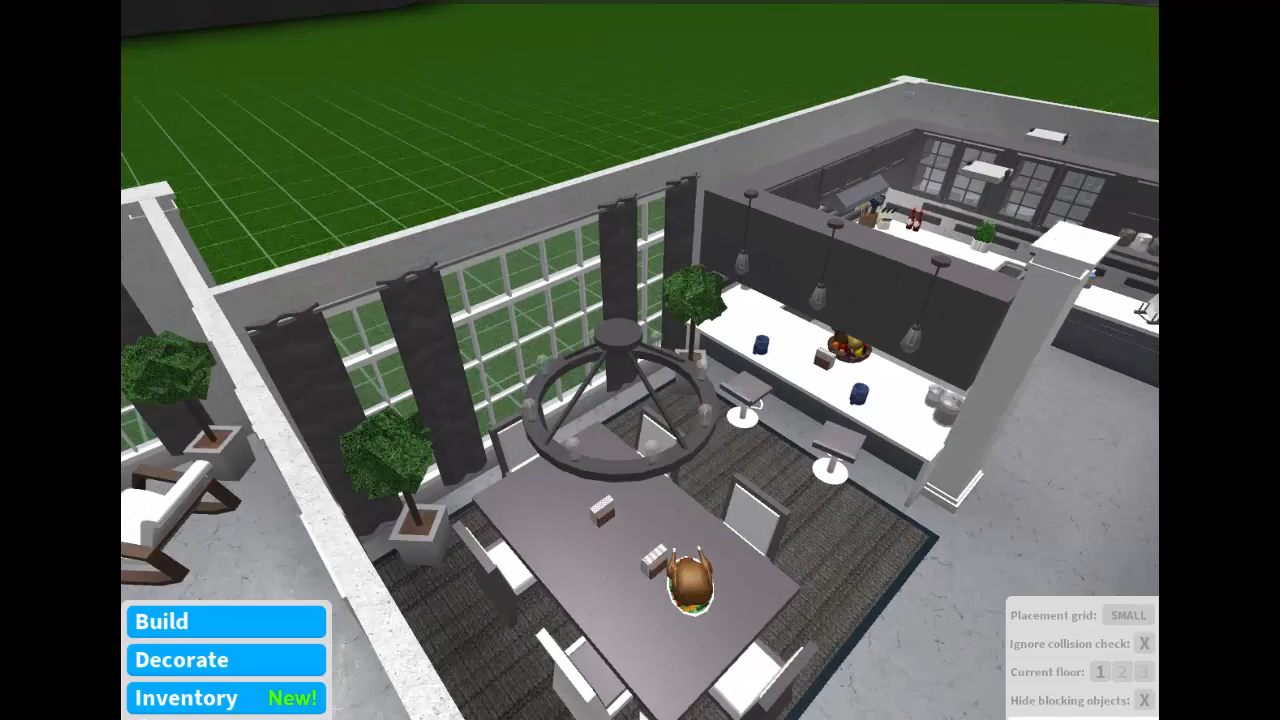 Build
Decorate
Inventory New!
Placement grid: SMALL
Ignore collision check: X
Current floor: 1 2 3
Hide blocking objects: X